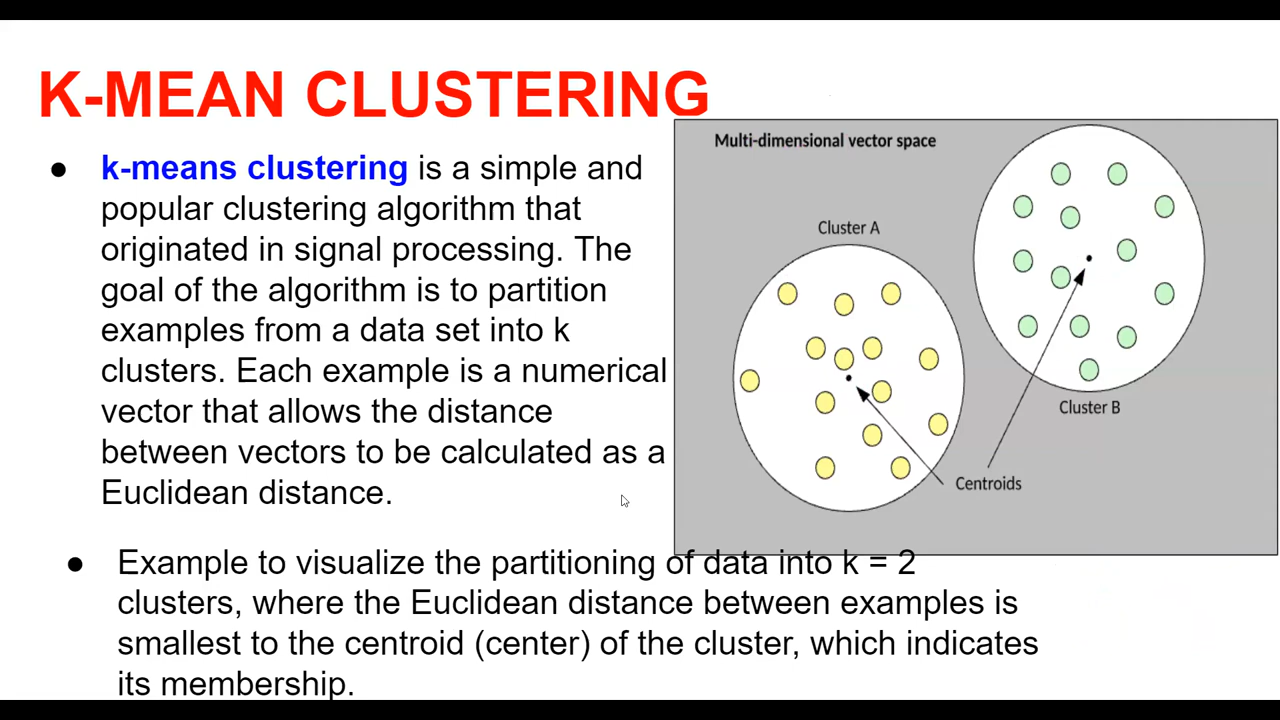 K-MEAN CLUSTERING
● k-means clustering is a simple and
popular clustering algorithm that
originated in signal processing. The
goal of the algorithm is to partition
examples from a data set into k
clusters. Each example is a numerical
vector that allows the distance
between vectors to be calculated as a
Euclidean distance.
Multi-dimensional vector space
Cluster A
Cluster B
Centroids
● Example to visualize the partitioning of data into k = 2
clusters, where the Euclidean distance between examples is
smallest to the centroid (center) of the cluster, which indicates
its membership.